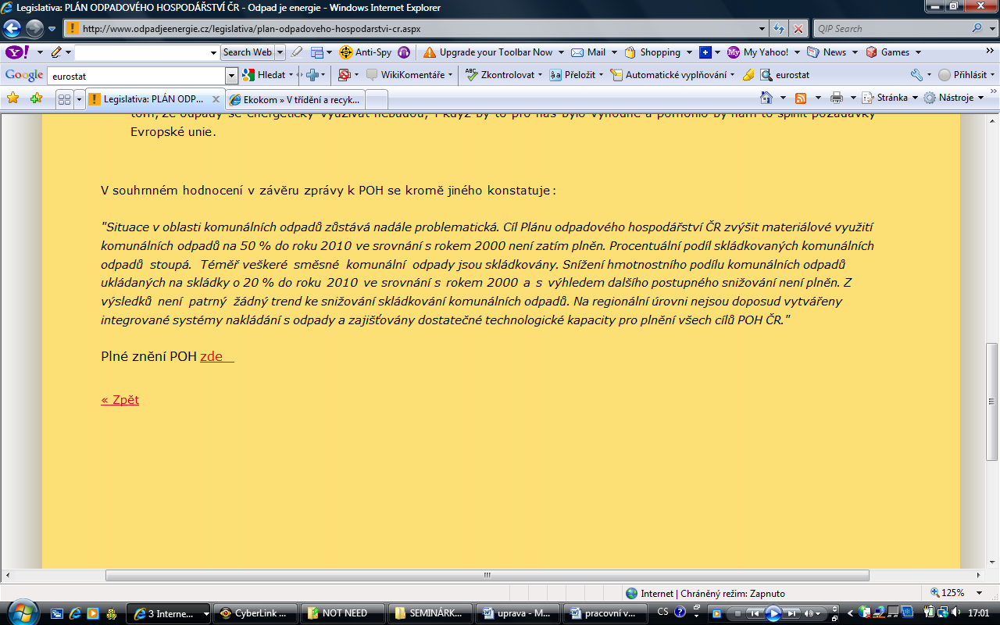 Legislativa: PLÁN ODPADOVÉHO HOSPODÁŘSTVÍ ČR - Odpad je energie - Windows Internet Explorer
http://www.odpadjeenergie.cz/legislativa/plan-odpadoveho-hospodarstvi-cr.aspx
QIP Search
Y! Search Web Anti-Spy Upgrade your Toolbar Now Mail Shopping My Yahoo! News Games
Google eurostat Hledat WikiKomentáře Zkontrolovat Přeložit Automatické vyplňování eurostat Přihlásit
Legislativa: PLÁN ODP... Ekokom » V třídění a recyk... Stránka Nástroje
tom, že odpady se energeticky využívat nebudou, i když by to pro nás bylo výhodné a pomohlo by nám to splnit požadavky
Evropské unie.
V souhrnném hodnocení v závěru zprávy k POH se kromě jiného konstatuje:
"Situace v oblasti komunálních odpadů zůstává nadále problematická. Cíl Plánu odpadového hospodářství ČR zvýšit materiálové využití
komunálních odpadů na 50 % do roku 2010 ve srovnání s rokem 2000 není zatím plněn. Procentuální podíl skládkovaných komunálních
odpadů stoupá. Téměř veškeré směsné komunální odpady jsou skládkovány. Snížení hmotnostního podílu komunálních odpadů
ukládaných na skládky o 20 % do roku 2010 ve srovnání s rokem 2000 a s výhledem dalšího postupného snižování není plněn. Z
výsledků není patrný žádný trend ke snižování skládkování komunálních odpadů. Na regionální úrovni nejsou doposud vytvářeny
integrované systémy nakládání s odpady a zajišťovány dostatečné technologické kapacity pro plnění všech cílů POH ČR."
Plné znění POH zde
« Zpět
Internet | Chráněný režim: Zapnuto 125%
3 Interne... CyberLink ... NOT NEED SEMINÁRK... uprava - M... pracovní v... CS 17:01